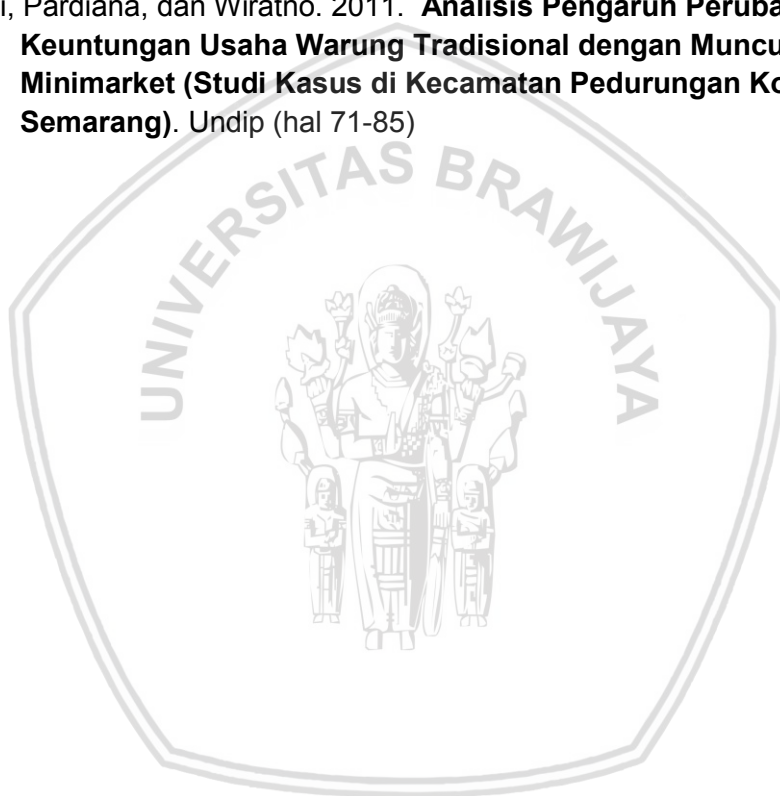 i, Pardiana, dan Wiratno. 2011. Analisis Pengaruh Peruba
Keuntungan Usaha Warung Tradisional dengan Muncu
Minimarket (Studi Kasus di Kecamatan Pedurungan Ko
Semarang). Undip (hal 71-85)
UNIVERSITAS BRAWIJAYA